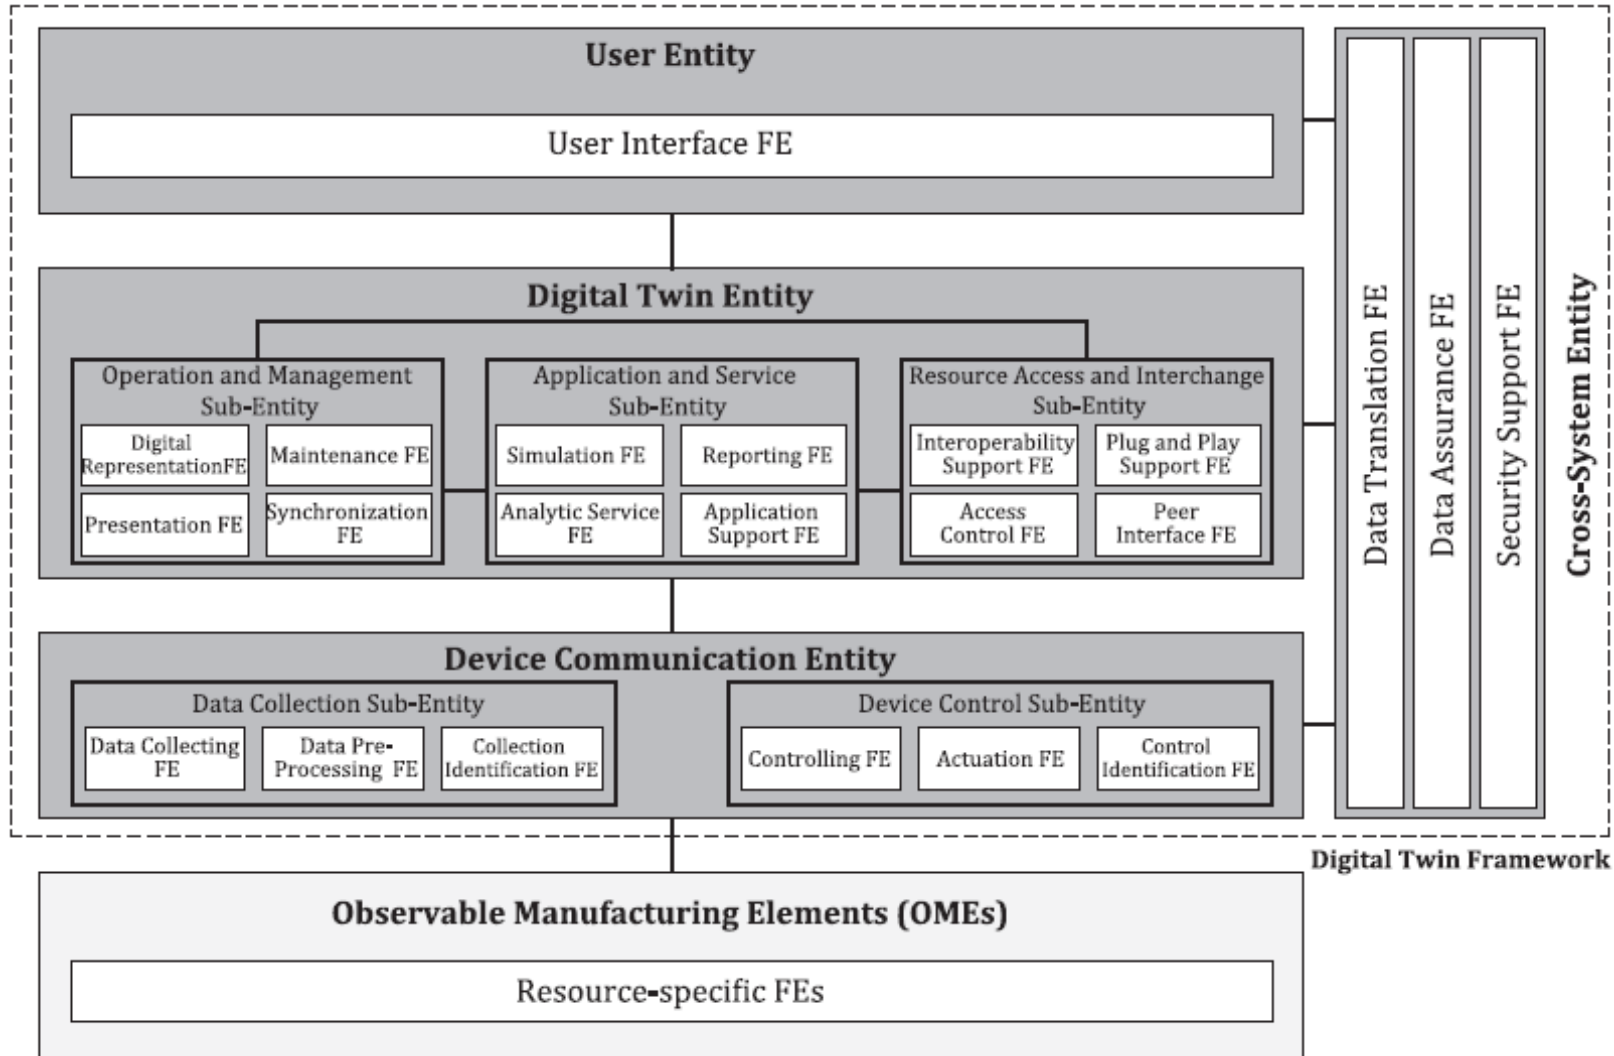 User Entity
User Interface FE
Digital Twin Entity
Operation and Management
Sub-Entity
Digital
RepresentationFE
Maintenance FE
Presentation FE
Synchronization
FE
Application and Service
Sub-Entity
Simulation FE
Reporting FE
Analytic Service
FE
Application
Support FE
Resource Access and Interchange
Sub-Entity
Interoperability
Support FE
Plug and Play
Support FE
Access
Control FE
Peer
Interface FE
Device Communication Entity
Data Collection Sub-Entity
Data Collecting
FE
Data Pre-
Processing FE
Collection
Identification FE
Device Control Sub-Entity
Controlling FE
Actuation FE
Control
Identification FE
Data Translation FE
Data Assurance FE
Security Support FE
Cross-System Entity
Digital Twin Framework
Observable Manufacturing Elements (OMEs)
Resource-specific FEs